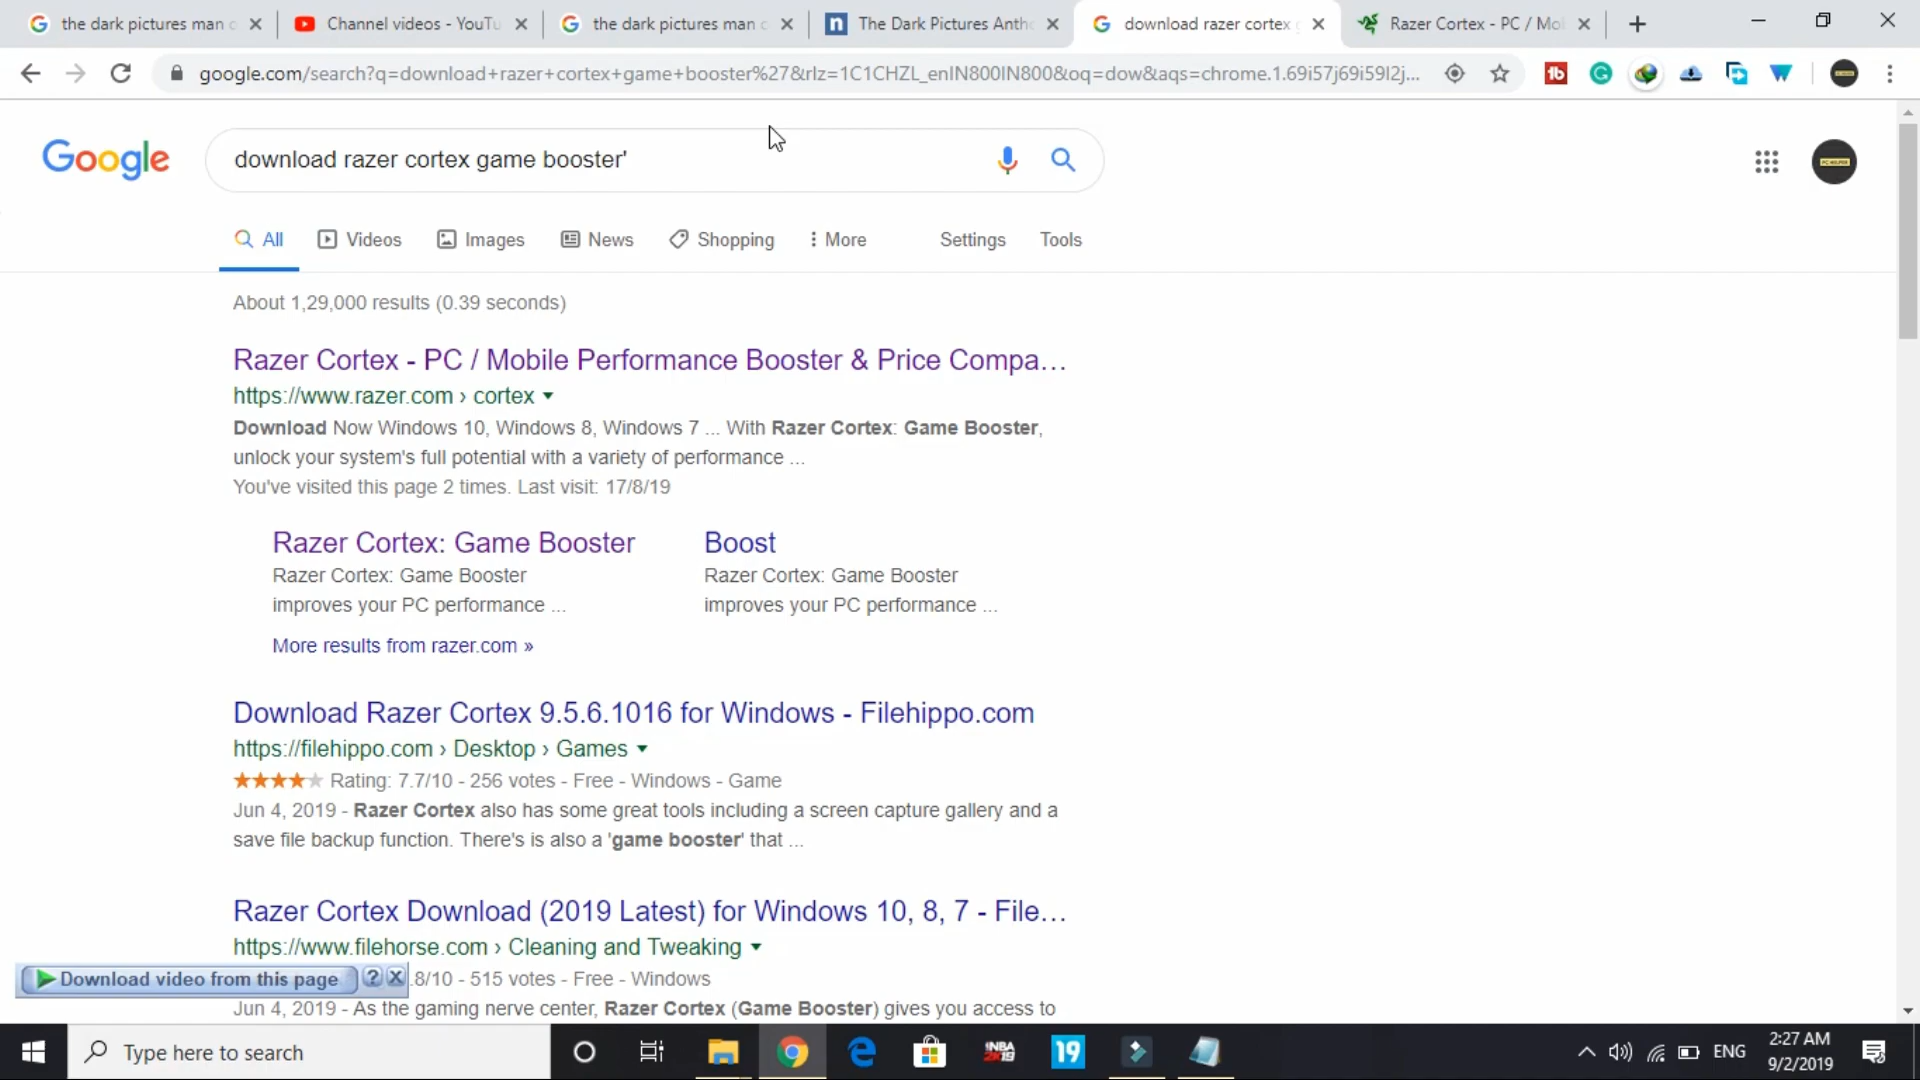 the dark pictures man o
Channel videos - YouTu
the dark pictures man o
The Dark Pictures Antho
download razer cortex g
Razer Cortex - PC / Mob
google.com/search?q=download+razer+cortex+game+booster%27&rlz=1C1CHZL_enIN800IN800&oq=dow&aqs=chrome.1.69i57j69i59l2j...
Google
download razer cortex game booster'
PC HELPER
All
Videos
Images
News
Shopping
More
Settings
Tools
About 1,29,000 results (0.39 seconds)
Razer Cortex - PC / Mobile Performance Booster & Price Compa...
https://www.razer.com › cortex
Download Now Windows 10, Windows 8, Windows 7 ... With Razer Cortex: Game Booster,
unlock your system's full potential with a variety of performance ...
You've visited this page 2 times. Last visit: 17/8/19
Razer Cortex: Game Booster
Boost
Razer Cortex: Game Booster
Razer Cortex: Game Booster
improves your PC performance ...
improves your PC performance ...
More results from razer.com »
Download Razer Cortex 9.5.6.1016 for Windows - Filehippo.com
https://filehippo.com › Desktop › Games
Rating: 7.7/10 - 256 votes - Free - Windows - Game
Jun 4, 2019 - Razer Cortex also has some great tools including a screen capture gallery and a
save file backup function. There's is also a 'game booster' that ...
Razer Cortex Download (2019 Latest) for Windows 10, 8, 7 - File...
https://www.filehorse.com › Cleaning and Tweaking
Download video from this page
.8/10 - 515 votes - Free - Windows
Jun 4, 2019 - As the gaming nerve center, Razer Cortex (Game Booster) gives you access to
Type here to search
NBA 2K19
19
ENG
2:27 AM
9/2/2019